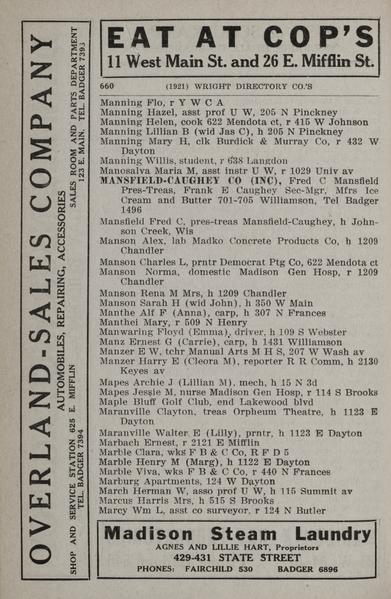 EAT AT COP'S
11 West Main St. and 26 E. Mifflin St.
660 (1921) WRIGHT DIRECTORY CO.'S
Manning Flo, r Y W C A
Manning Hazel, asst prof U W, 205 N Pinckney
Manning Helen, cook 622 Mendota ct, r 415 W Johnson
Manning Lillian B (wid Jas C), h 205 N Pinckney
Manning Mary H, clk Burdick & Murray Co, r 432 W
Dayton
Manning Willis, student, r 638 Langdon
Manosalva Maria M, asst instr U W, r 1029 Univ av
MANSFIELD-CAUGHEY CO (INC), Fred C Mansfield
Pres-Treas, Frank E Caughey Sec-Mgr, Mfrs Ice
Cream and Butter 701-705 Williamson, Tel Badger
1496
Mansfield Fred C, pres-treas Mansfield-Caughey, h John-
son Creek, Wis
Manson Alex, lab Madko Concrete Products Co, h 1209
Chandler
Manson Charles L, prntr Democrat Ptg Co, 622 Mendota ct
Manson Norma, domestic Madison Gen Hosp, r 1209
Chandler
Manson Rena M Mrs, h 1209 Chandler
Manson Sarah H (wid John), h 350 W Main
Manthe Alf F (Anna), carp, h 307 N Frances
Manthei Mary, r 509 N Henry
Manwaring Floyd (Emma), driver, h 109 S Webster
Manz Ernest G (Carrie), carp, h 1431 Williamson
Manzer E W, tchr Manual Arts M H S, 207 W Wash av
Manzer Harry E (Cleora M), reporter R R Comm, h 2130
Keyes av
Mapes Archie J (Lillian M), mech, h 15 N 3d
Mapes Jessie M, nurse Madison Gen Hosp, r 114 S Brooks
Maple Bluff Golf Club, end Lakewood blvd
Maranville Clayton, treas Orpheum Theatre, h 1123 E
Dayton
Maranville Walter E (Lilly), prntr, h 1123 E Dayton
Marbach Ernest, r 2121 E Mifflin
Marble Clara, wks F B & Co, R F D 5
Marble Henry M (Marg), h 1122 E Dayton
Marble Viva, wks F B & Co, r 440 N Frances
Marburg Apartments, 124 W Dayton
March Herman W, asso prof U W, h 115 Summit av
Marcus Harris Mrs, h 515 S Brooks
Marcy Wm L, asst co surveyor, r 124 N Butler
Madison Steam Laundry
AGNES AND LILLIE HART, Proprietors
429-431 STATE STREET
PHONES: FAIRCHILD 530 BADGER 6896
OVERLAND-SALES COMPANY
AUTOMOBILES, REPAIRING, ACCESSORIES
SHOP AND SERVICE STATION 425 E. MIFFLIN
TEL. BADGER 7394
SALES ROOM AND PARTS DEPARTMENT
123 E. MAIN TEL. BADGER 7393